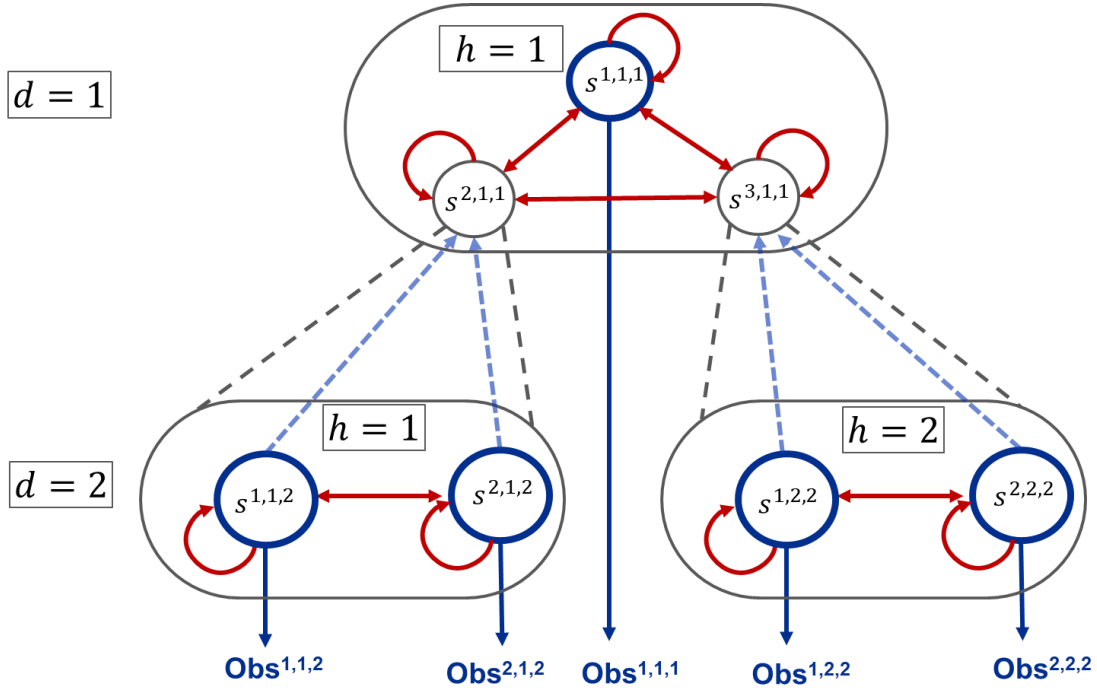 h = 1
s^{1,1,1}
d = 1
s^{2,1,1}
s^{3,1,1}
h = 1
h = 2
d = 2
s^{1,1,2}
s^{2,1,2}
s^{1,2,2}
s^{2,2,2}
Obs^{1,1,2}
Obs^{2,1,2}
Obs^{1,1,1}
Obs^{1,2,2}
Obs^{2,2,2}